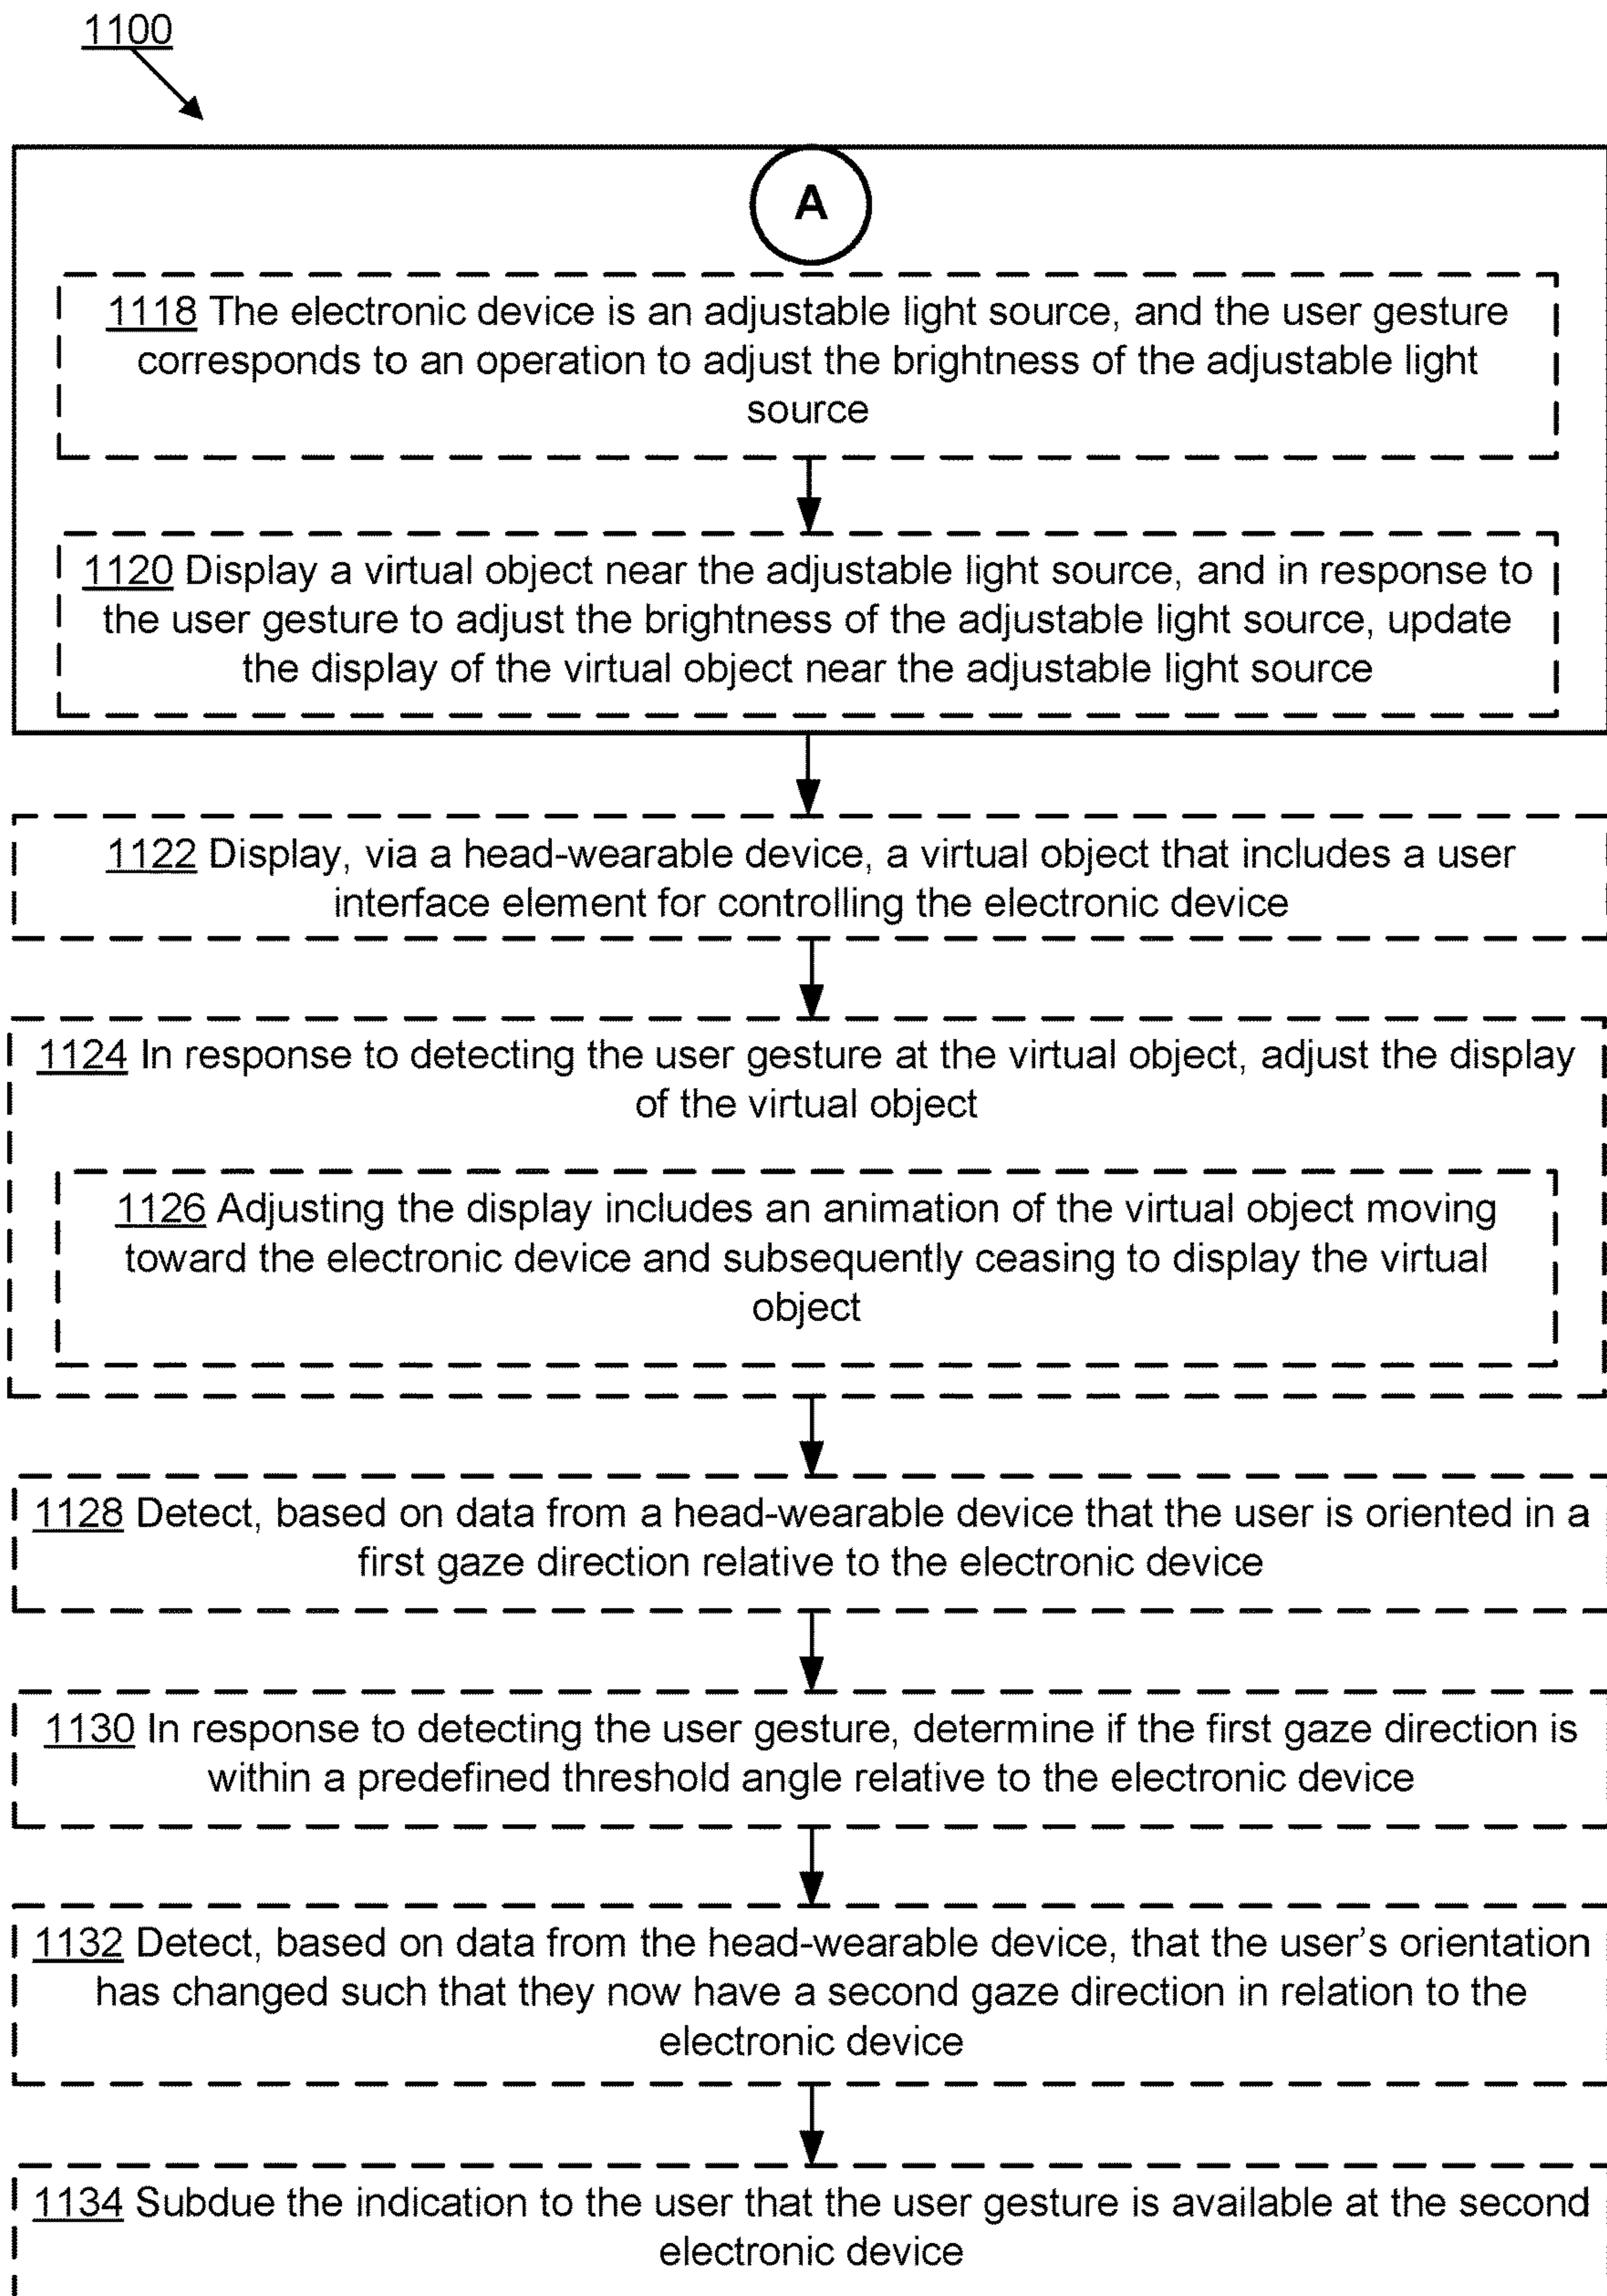 1100
A
1118 The electronic device is an adjustable light source, and the user gesture
corresponds to an operation to adjust the brightness of the adjustable light
source
1120 Display a virtual object near the adjustable light source, and in response to
the user gesture to adjust the brightness of the adjustable light source, update
the display of the virtual object near the adjustable light source
1122 Display, via a head-wearable device, a virtual object that includes a user
interface element for controlling the electronic device
1124 In response to detecting the user gesture at the virtual object, adjust the display
of the virtual object
1126 Adjusting the display includes an animation of the virtual object moving
toward the electronic device and subsequently ceasing to display the virtual
object
1128 Detect, based on data from a head-wearable device that the user is oriented in a
first gaze direction relative to the electronic device
1130 In response to detecting the user gesture, determine if the first gaze direction is
within a predefined threshold angle relative to the electronic device
1132 Detect, based on data from the head-wearable device, that the user’s orientation
has changed such that they now have a second gaze direction in relation to the
electronic device
1134 Subdue the indication to the user that the user gesture is available at the second
electronic device